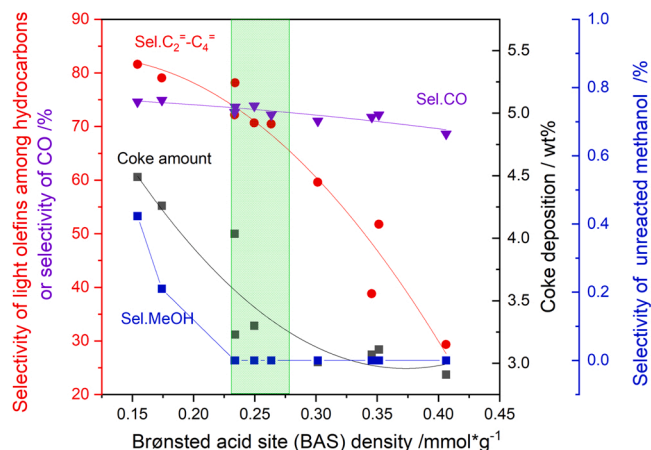 Selectivity of light olefins among hydrocarbons
or selectivity of CO /%
90
80
70
60
50
40
30
20
Sel.C₂⁼-C₄⁼
Sel.CO
Coke amount
Sel.MeOH
5.5
5.0
4.5
4.0
3.5
3.0
Coke deposition / wt%
1.0
0.8
0.6
0.4
0.2
0.0
Selectivity of unreacted methanol /%
0.15 0.20 0.25 0.30 0.35 0.40 0.45
Brønsted acid site (BAS) density /mmol*g⁻¹